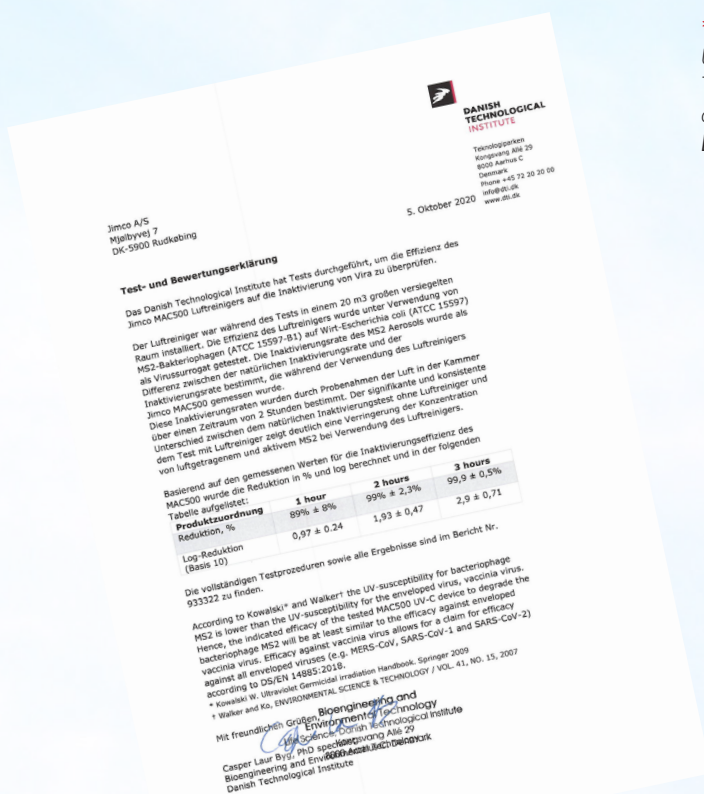 DANISH
TECHNOLOGICAL
INSTITUTE
Teknologiparken
Kongsvang Allé 29
8000 Aarhus C
Denmark
Phone +45 72 20 20 00
info@dti.dk
www.dti.dk
Jimco A/S
Mjølbyvej 7
DK-5900 Rudkøbing
5. Oktober 2020
Test- und Bewertungserklärung
Das Danish Technological Institute hat Tests durchgeführt, um die Effizienz des
Jimco MAC500 Luftreinigers auf die Inaktivierung von Vira zu überprüfen.
Der Luftreiniger war während des Tests in einem 20 m3 großen versiegelten
Raum installiert. Die Effizienz des Luftreinigers wurde unter Verwendung von
MS2-Bakteriophagen (ATCC 15597-B1) auf Wirt-Escherichia coli (ATCC 15597)
als Virussurrogat getestet. Die Inaktivierungsrate des MS2 Aerosols wurde als
Differenz zwischen der natürlichen Inaktivierungsrate und der
Inaktivierungsrate bestimmt, die während der Verwendung des Luftreinigers
Jimco MAC500 gemessen wurde.
Diese Inaktivierungsraten wurden durch Probenahmen der Luft in der Kammer
über einen Zeitraum von 2 Stunden bestimmt. Der signifikante und konsistente
Unterschied zwischen dem natürlichen Inaktivierungstest ohne Luftreiniger und
dem Test mit Luftreiniger zeigt deutlich eine Verringerung der Konzentration
von luftgetragenem und aktivem MS2 bei Verwendung des Luftreinigers.
Basierend auf den gemessenen Werten für die Inaktivierungseffizienz des
MAC500 wurde die Reduktion in % und log berechnet und in der folgenden
Tabelle aufgelistet:
Produktzuordnung 1 hour 2 hours 3 hours
Reduktion, % 89% ± 8% 99% ± 2,3% 99,9 ± 0,5%
Log-Reduktion
(Basis 10) 0,97 ± 0.24 1,93 ± 0,47 2,9 ± 0,71
Die vollständigen Testprozeduren sowie alle Ergebnisse sind im Bericht Nr.
933322 zu finden.
According to Kowalski* and Walker† the UV-susceptibility for bacteriophage
MS2 is lower than the UV-susceptibility for the enveloped virus, vaccinia virus.
Hence, the indicated efficacy of the tested MAC500 UV-C device to degrade the
bacteriophage MS2 will be at least similar to the efficacy against enveloped
vaccinia virus. Efficacy against vaccinia virus allows for a claim for efficacy
against all enveloped viruses (e.g. MERS-CoV, SARS-CoV-1 and SARS-CoV-2)
according to DS/EN 14885:2018.
* Kowalski W. Ultraviolet Germicidal irradiation Handbook. Springer 2009
† Walker and Ko, ENVIRONMENTAL SCIENCE & TECHNOLOGY / VOL. 41, NO. 15, 2007
Mit freundlichen Grüßen,
Bioengineering and
Environmental Technology
Life Science, Danish Technological Institute
Kongsvang Allé 29
8000 Aarhus C, Denmark
Casper Laur Byg, PhD specialist
Bioengineering and Environmental Technology
Danish Technological Institute